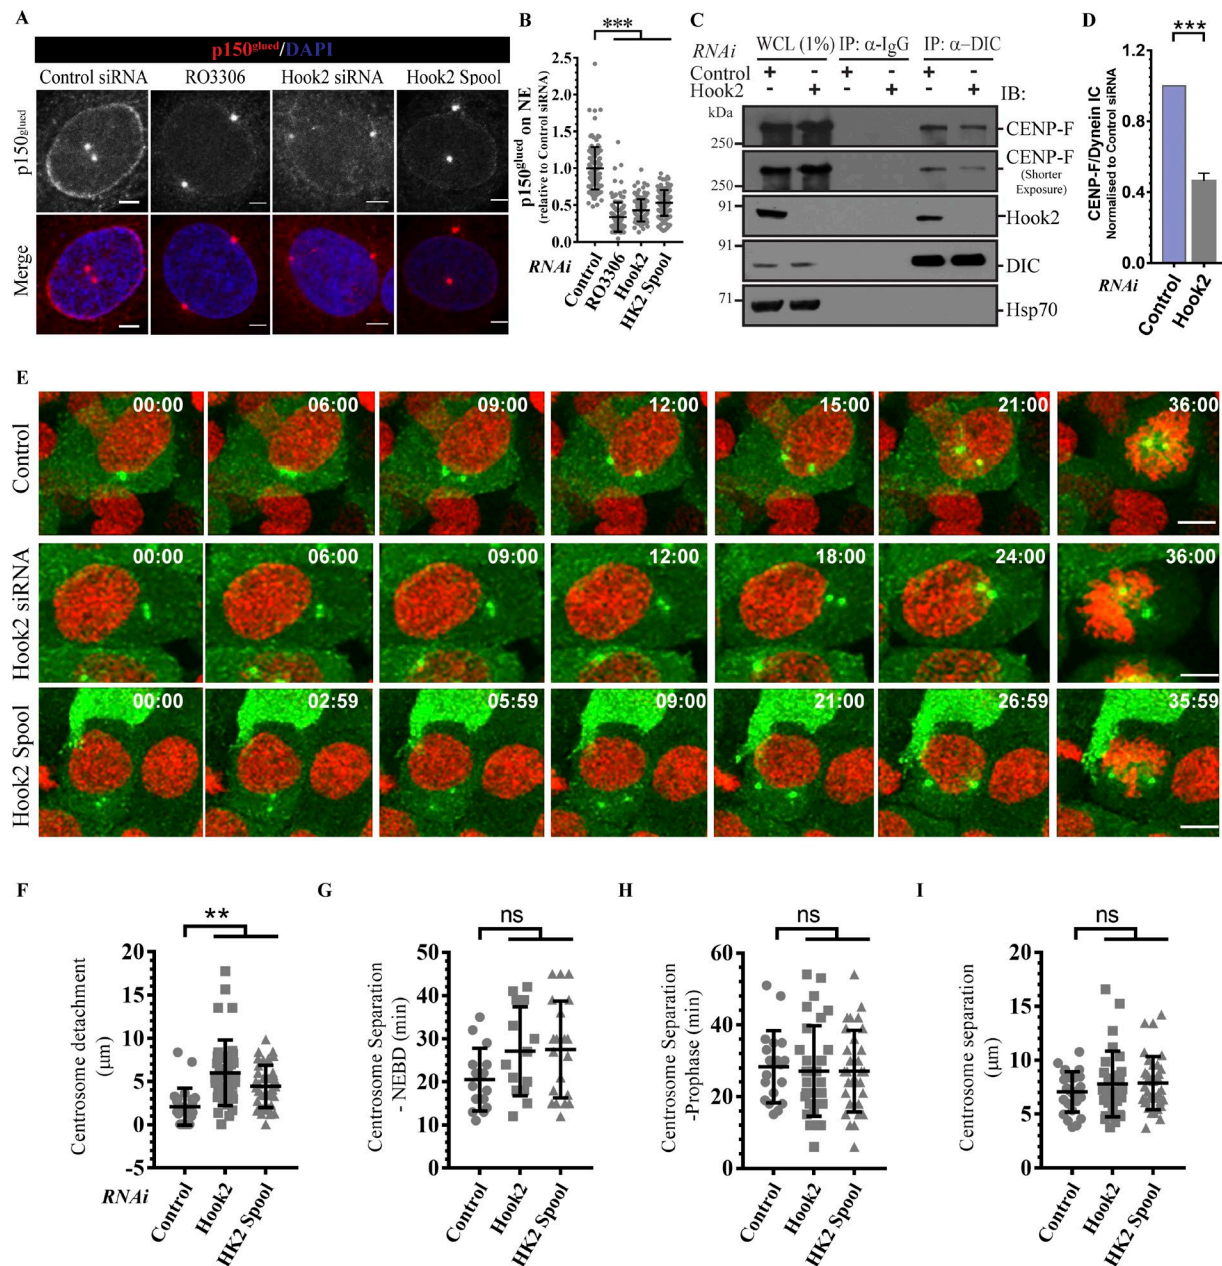 A
p150glued/DAPI
Control siRNA RO3306 Hook2 siRNA Hook2 Spool
p150glued
Merge
B
***
p150glued on NE
(relative to Control siRNA)
2.5
2.0
1.5
1.0
0.5
0.0
RNAi
Control
RO3306
Hook2
HK2 Spool
C
RNAi WCL (1%) IP: α-IgG IP: α–DIC
Control + - + - + -
Hook2 - + - + - + IB:
kDa
250 CENP-F
250 CENP-F
(Shorter
Exposure)
91 Hook2
91 DIC
71 Hsp70
D
***
CENP-F/Dynein IC
Normalised to Control siRNA
1.2
0.8
0.4
0.0
RNAi
Control
Hook2
E
Control
00:00 06:00 09:00 12:00 15:00 21:00 36:00
Hook2 siRNA
00:00 06:00 09:00 12:00 18:00 24:00 36:00
Hook2 Spool
00:00 02:59 05:59 09:00 21:00 26:59 35:59
F
**
Centrosome detachment
(μm)
20
15
10
5
0
-5
RNAi
Control
Hook2
HK2 Spool
G
ns
Centrosome Separation
- NEBD (min)
50
40
30
20
10
0
Control
Hook2
HK2 Spool
H
ns
Centrosome Separation
-Prophase (min)
60
40
20
0
Control
Hook2
HK2 Spool
I
ns
Centrosome separation
(μm)
20
15
10
5
0
Control
Hook2
HK2 Spool